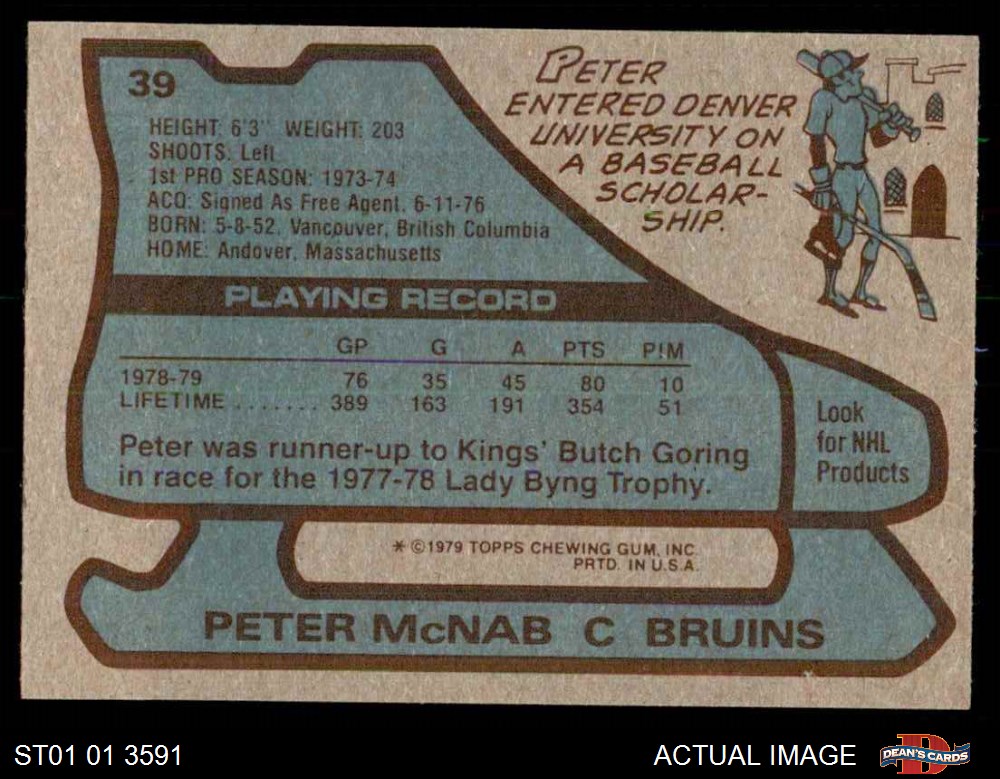 39
HEIGHT: 6'3" WEIGHT: 203
SHOOTS: Left
1st PRO SEASON: 1973-74
ACQ: Signed As Free Agent, 6-11-76
BORN: 5-8-52, Vancouver, British Columbia
HOME: Andover, Massachusetts
PETER
ENTERED DENVER
UNIVERSITY ON
A BASEBALL
SCHOLAR-
SHIP.
PLAYING RECORD
GP G A PTS PIM
1978-79 76 35 45 80 10
LIFETIME ....... 389 163 191 354 51
Peter was runner-up to Kings' Butch Goring
in race for the 1977-78 Lady Byng Trophy.
Look
for NHL
Products
* ©1979 TOPPS CHEWING GUM, INC.
PRTD. IN U.S.A.
PETER McNAB C BRUINS
ST01 01 3591
ACTUAL IMAGE
D
DEAN'S CARDS